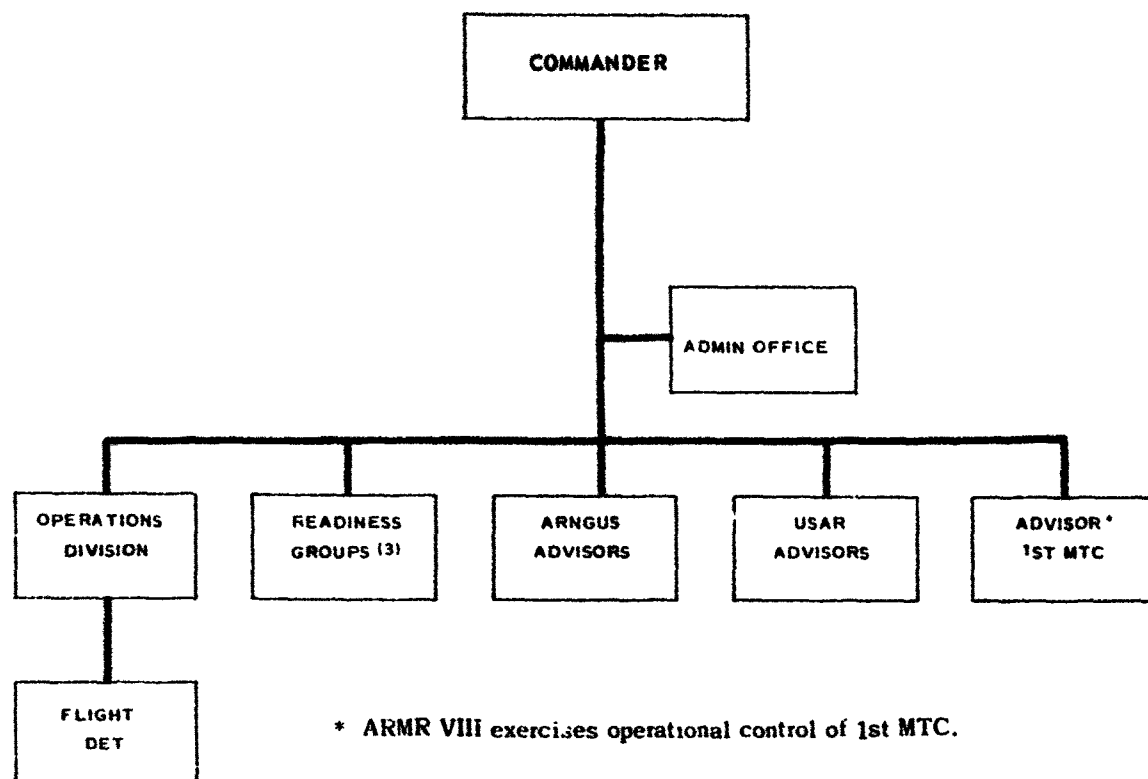 COMMANDER
ADMIN OFFICE
OPERATIONS
DIVISION
READINESS
GROUPS (3)
ARNGUS
ADVISORS
USAR
ADVISORS
ADVISOR*
1ST MTC
FLIGHT
DET
* ARMR VIII exercises operational control of 1st MTC.